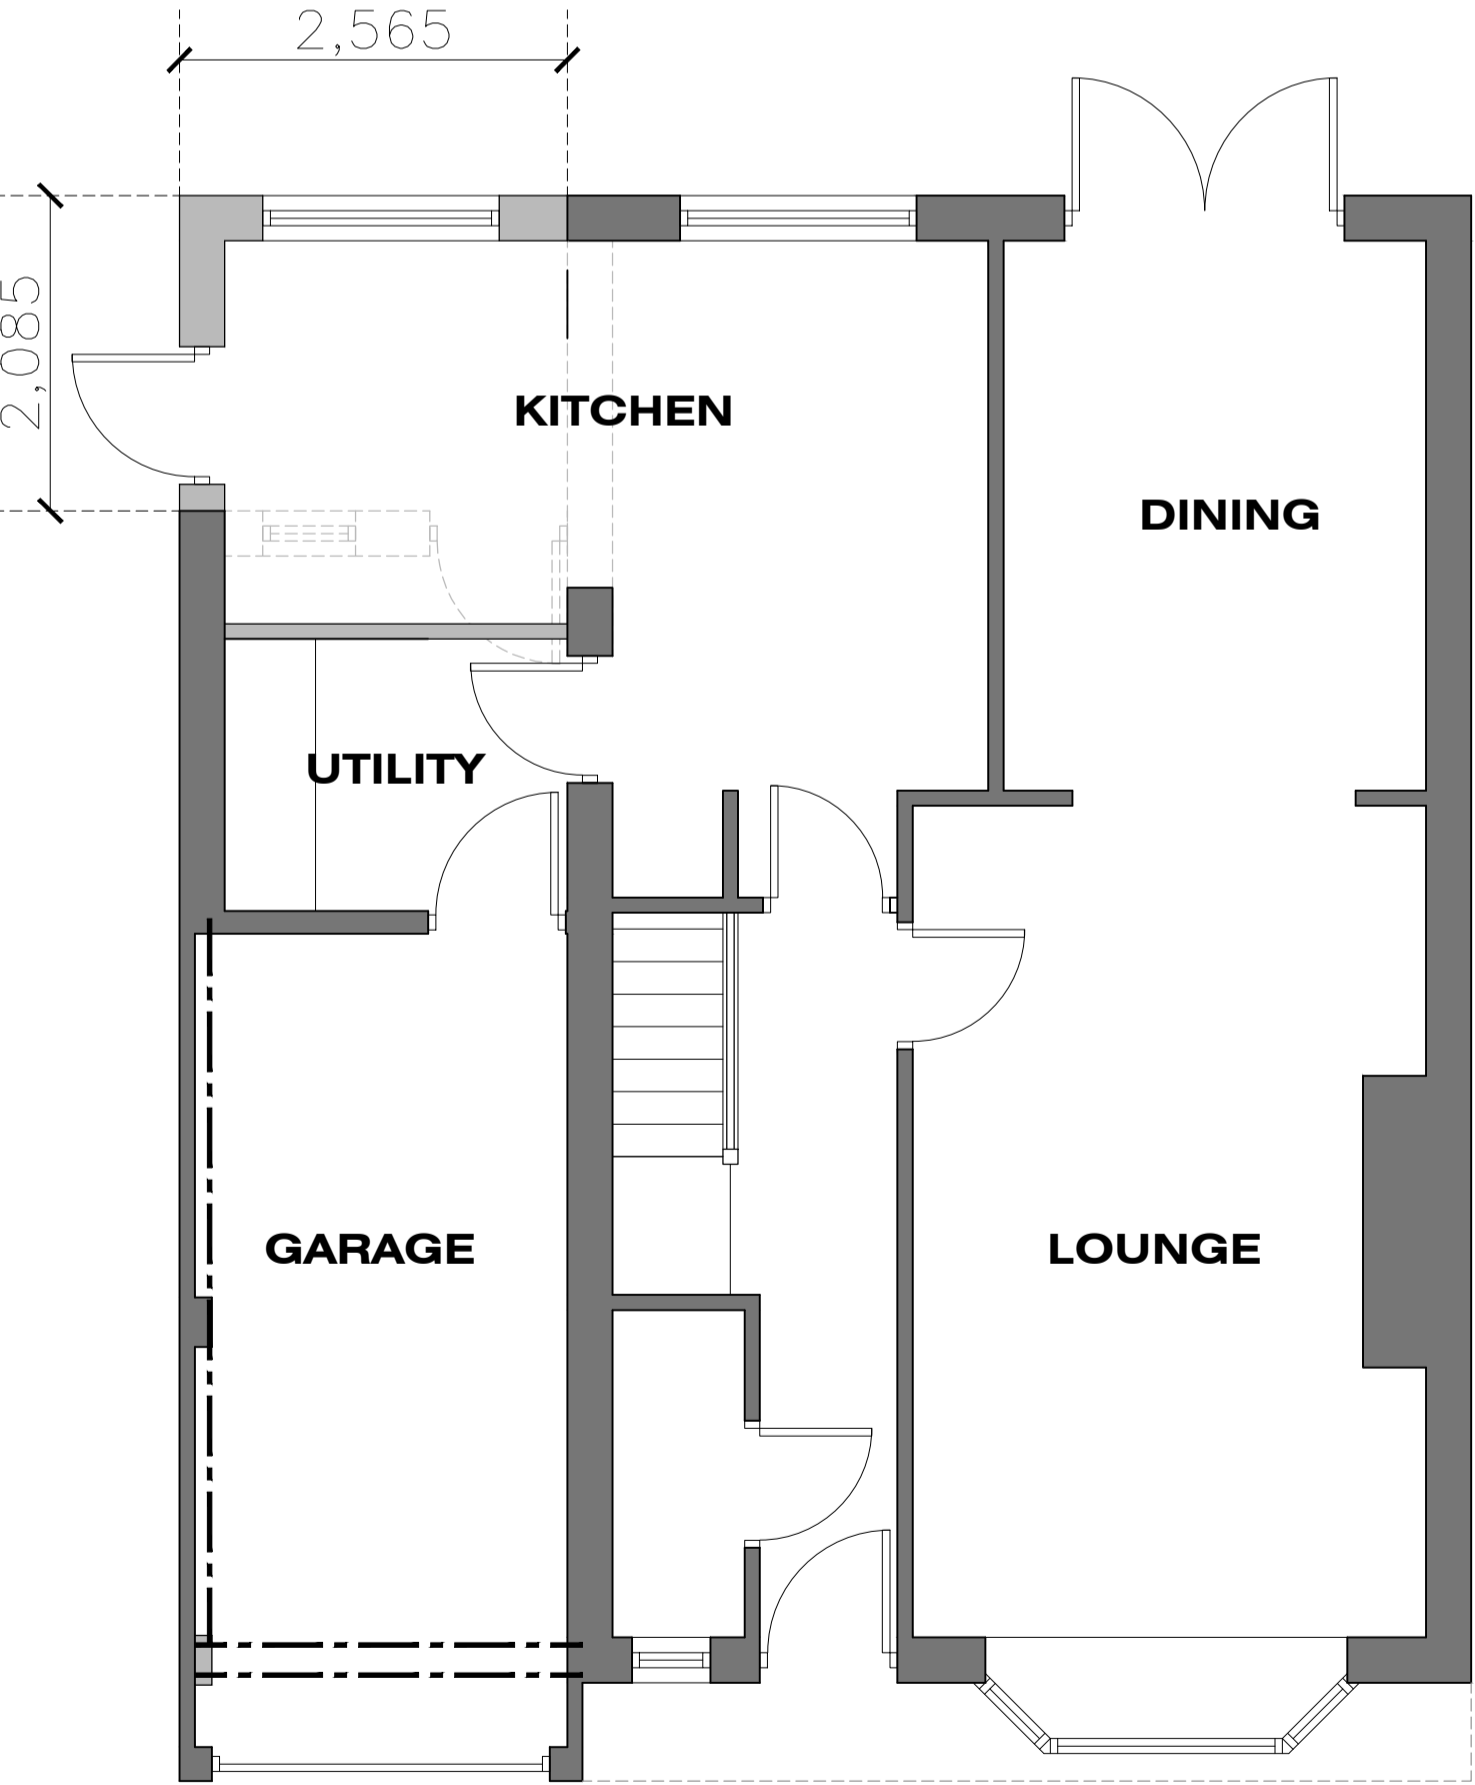 2,565
2,085
KITCHEN
DINING
UTILITY
GARAGE
LOUNGE